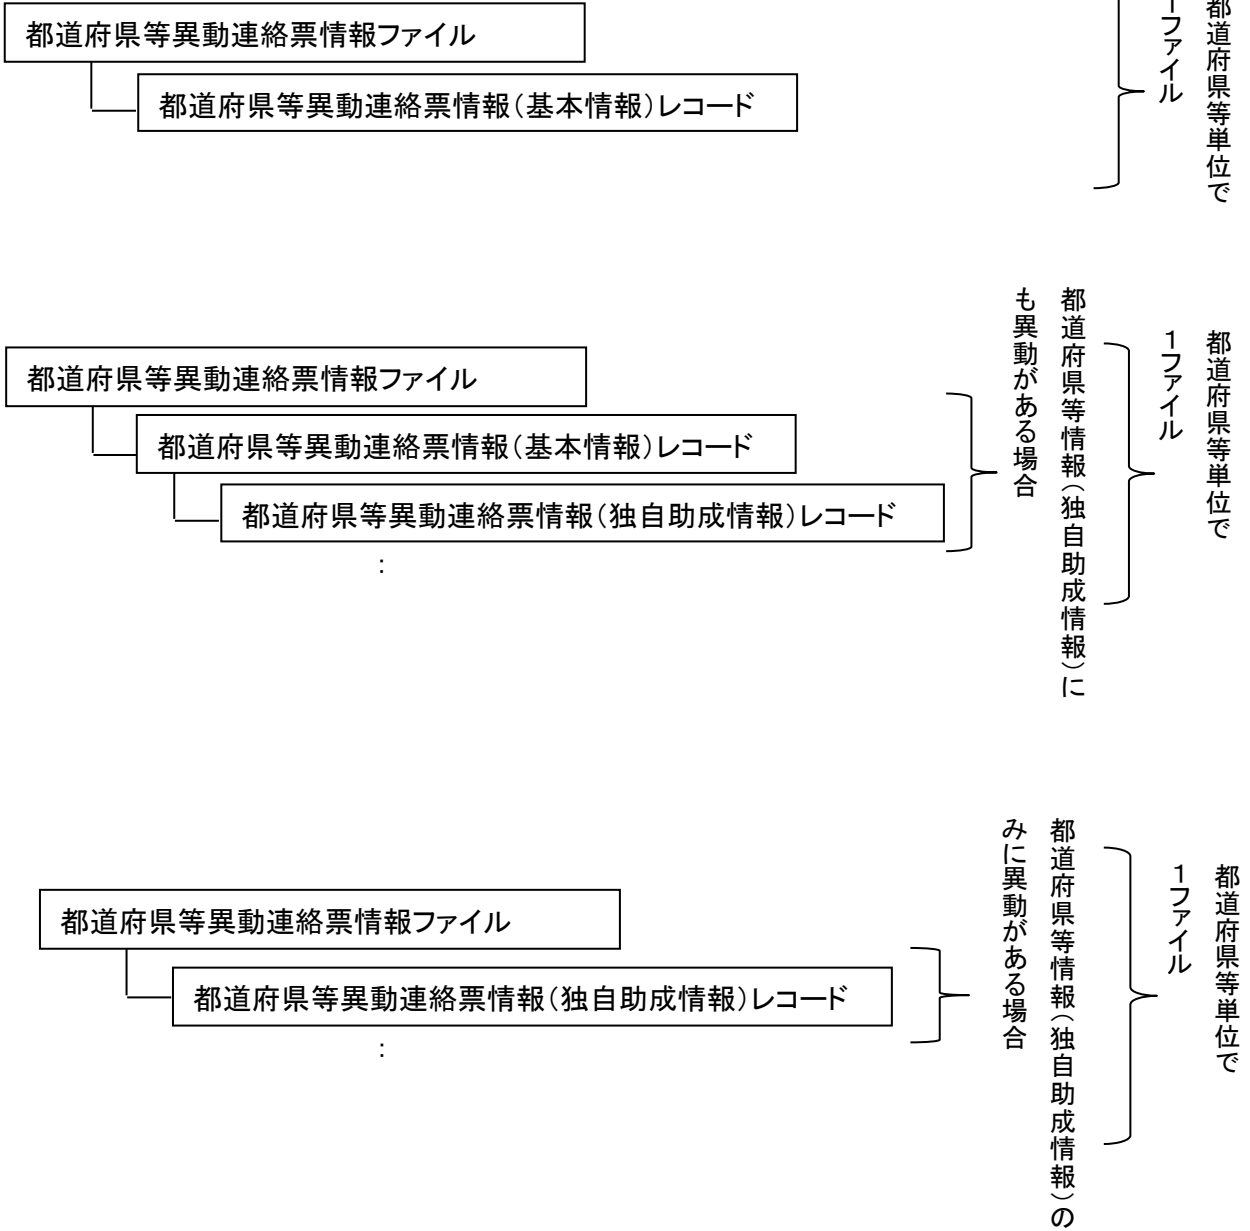 都道府県等異動連絡票情報ファイル
都道府県等異動連絡票情報（基本情報）レコード
都道府県等単位で
1ファイル
都道府県等異動連絡票情報ファイル
都道府県等異動連絡票情報（基本情報）レコード
都道府県等異動連絡票情報（独自助成情報）レコード
：
都道府県等単位で
1ファイル
都道府県等情報（独自助成情報）に
も異動がある場合
都道府県等異動連絡票情報ファイル
都道府県等異動連絡票情報（独自助成情報）レコード
：
都道府県等単位で
1ファイル
都道府県等情報（独自助成情報）の
みに異動がある場合